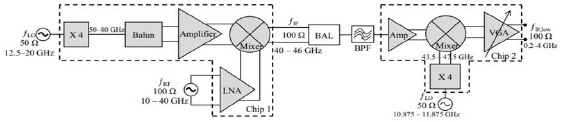 f_LO
50 Ω
12.5–20 GHz
X 4
50–80 GHz
Balun
Amplifier
Mixer
f_RF
100 Ω
10 – 40 GHz
LNA
Chip 1
f_IF
100 Ω
40 – 46 GHz
BAL
BPF
Amp
Mixer
43.5 – 47.5 GHz
X 4
f_LO
50 Ω
10.875 – 11.875 GHz
VGA
Chip 2
f_IF,low
100 Ω
0.2–4 GHz